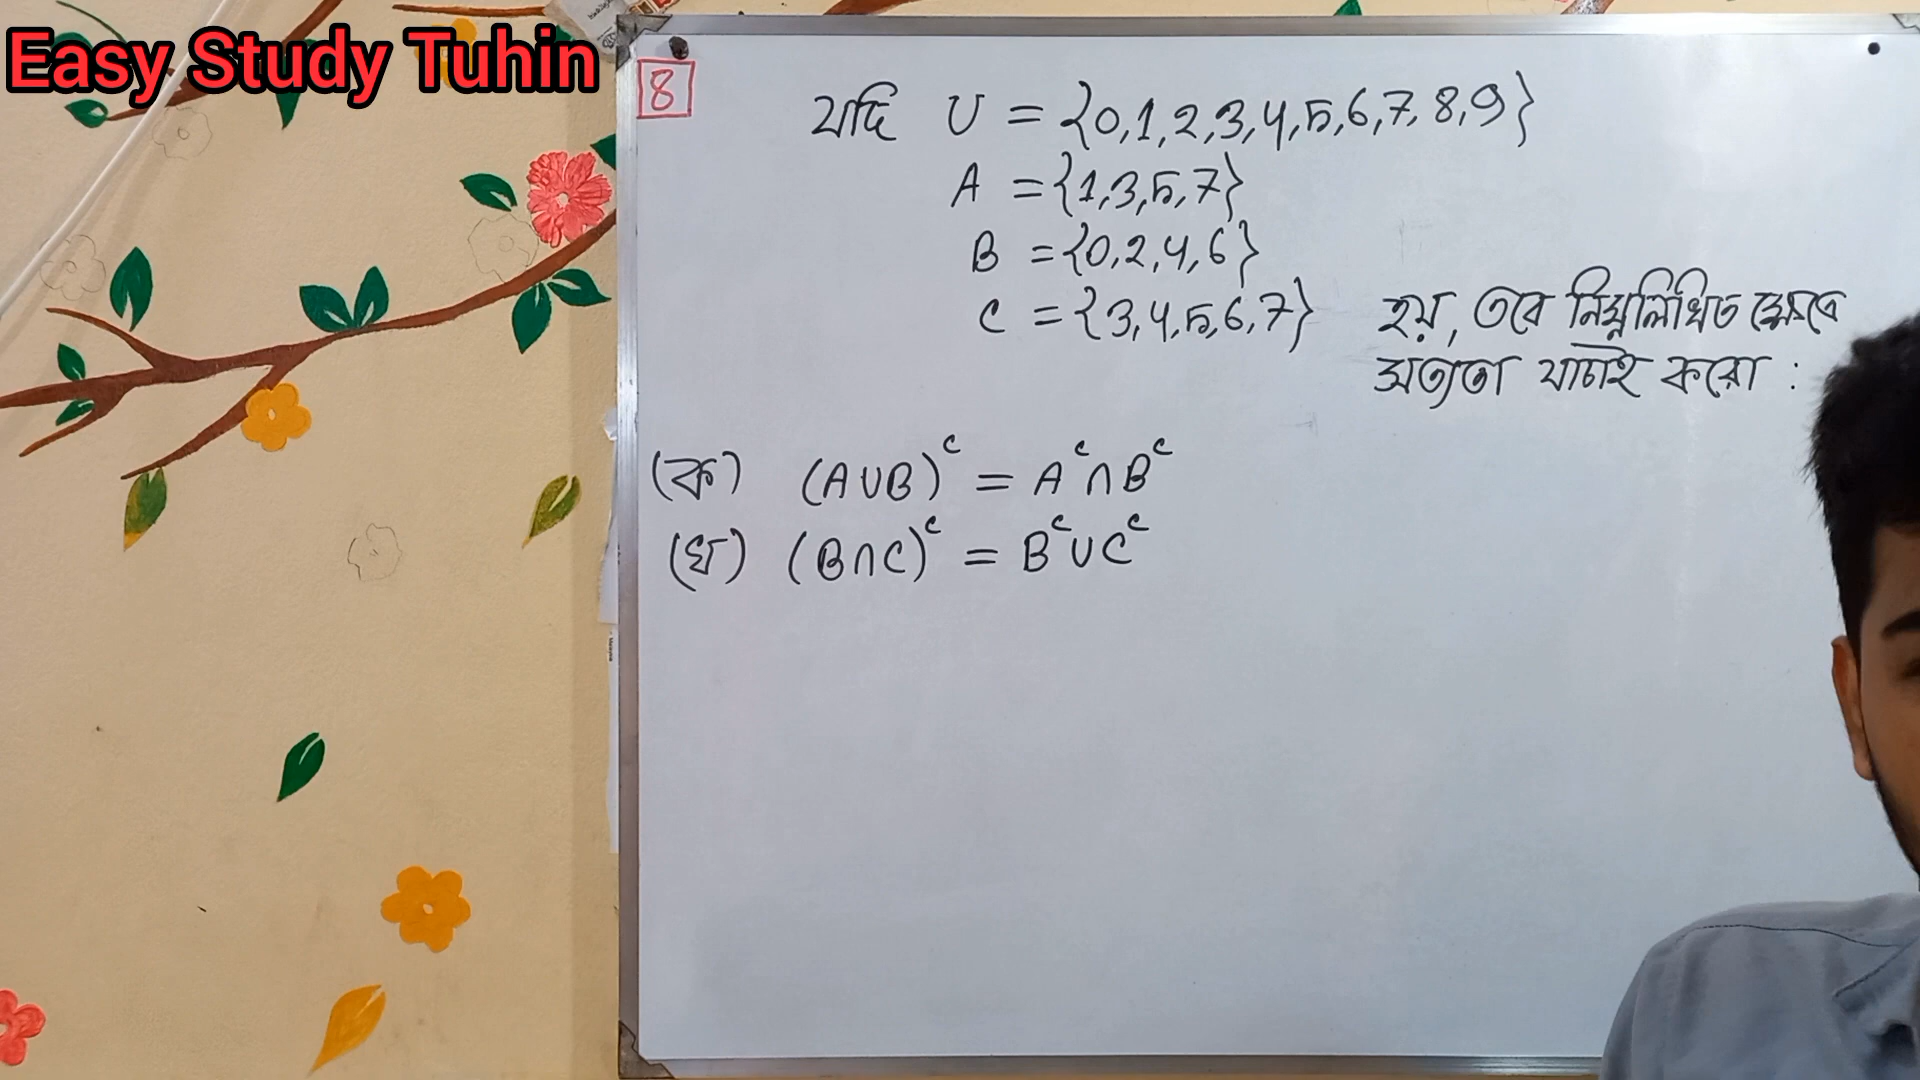 Easy Study Tuhin
8
যদি U = {0,1,2,3,4,5,6,7,8,9}
A = {1,3,5,7}
B = {0,2,4,6}
C = {3,4,5,6,7} হয়, তবে নিম্নলিখিত ক্ষেত্রে
সত্যতা যাচাই করো :
(ক) (A∪B)ᶜ = Aᶜ∩Bᶜ
(খ) (B∩C)ᶜ = Bᶜ∪Cᶜ